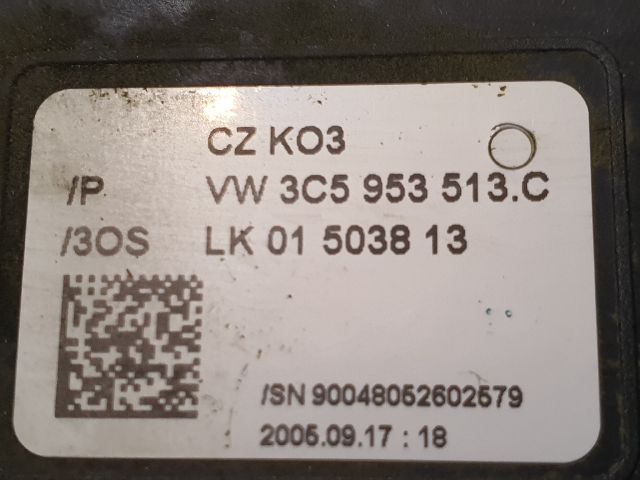 CZ KO3
/P VW 3C5 953 513.C
/3OS LK 01 5038 13
/SN 90048052602579
2005.09.17 : 18